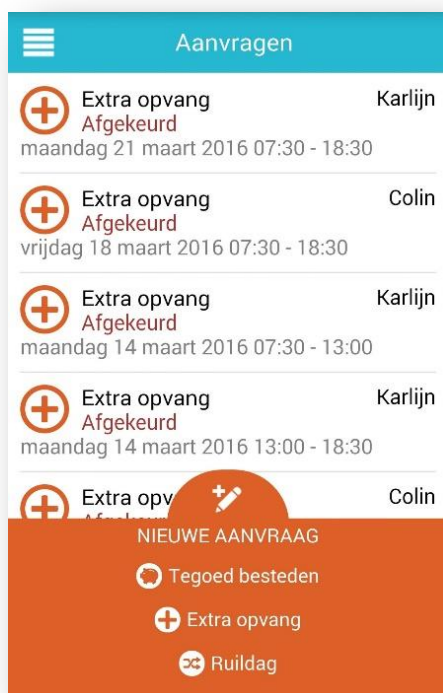 Aanvragen
Extra opvang Karlijn
Afgekeurd
maandag 21 maart 2016 07:30 - 18:30
Extra opvang Colin
Afgekeurd
vrijdag 18 maart 2016 07:30 - 18:30
Extra opvang Karlijn
Afgekeurd
maandag 14 maart 2016 07:30 - 13:00
Extra opvang Karlijn
Afgekeurd
maandag 14 maart 2016 13:00 - 18:30
Extra opv Colin
NIEUWE AANVRAAG
Tegoed besteden
Extra opvang
Ruildag